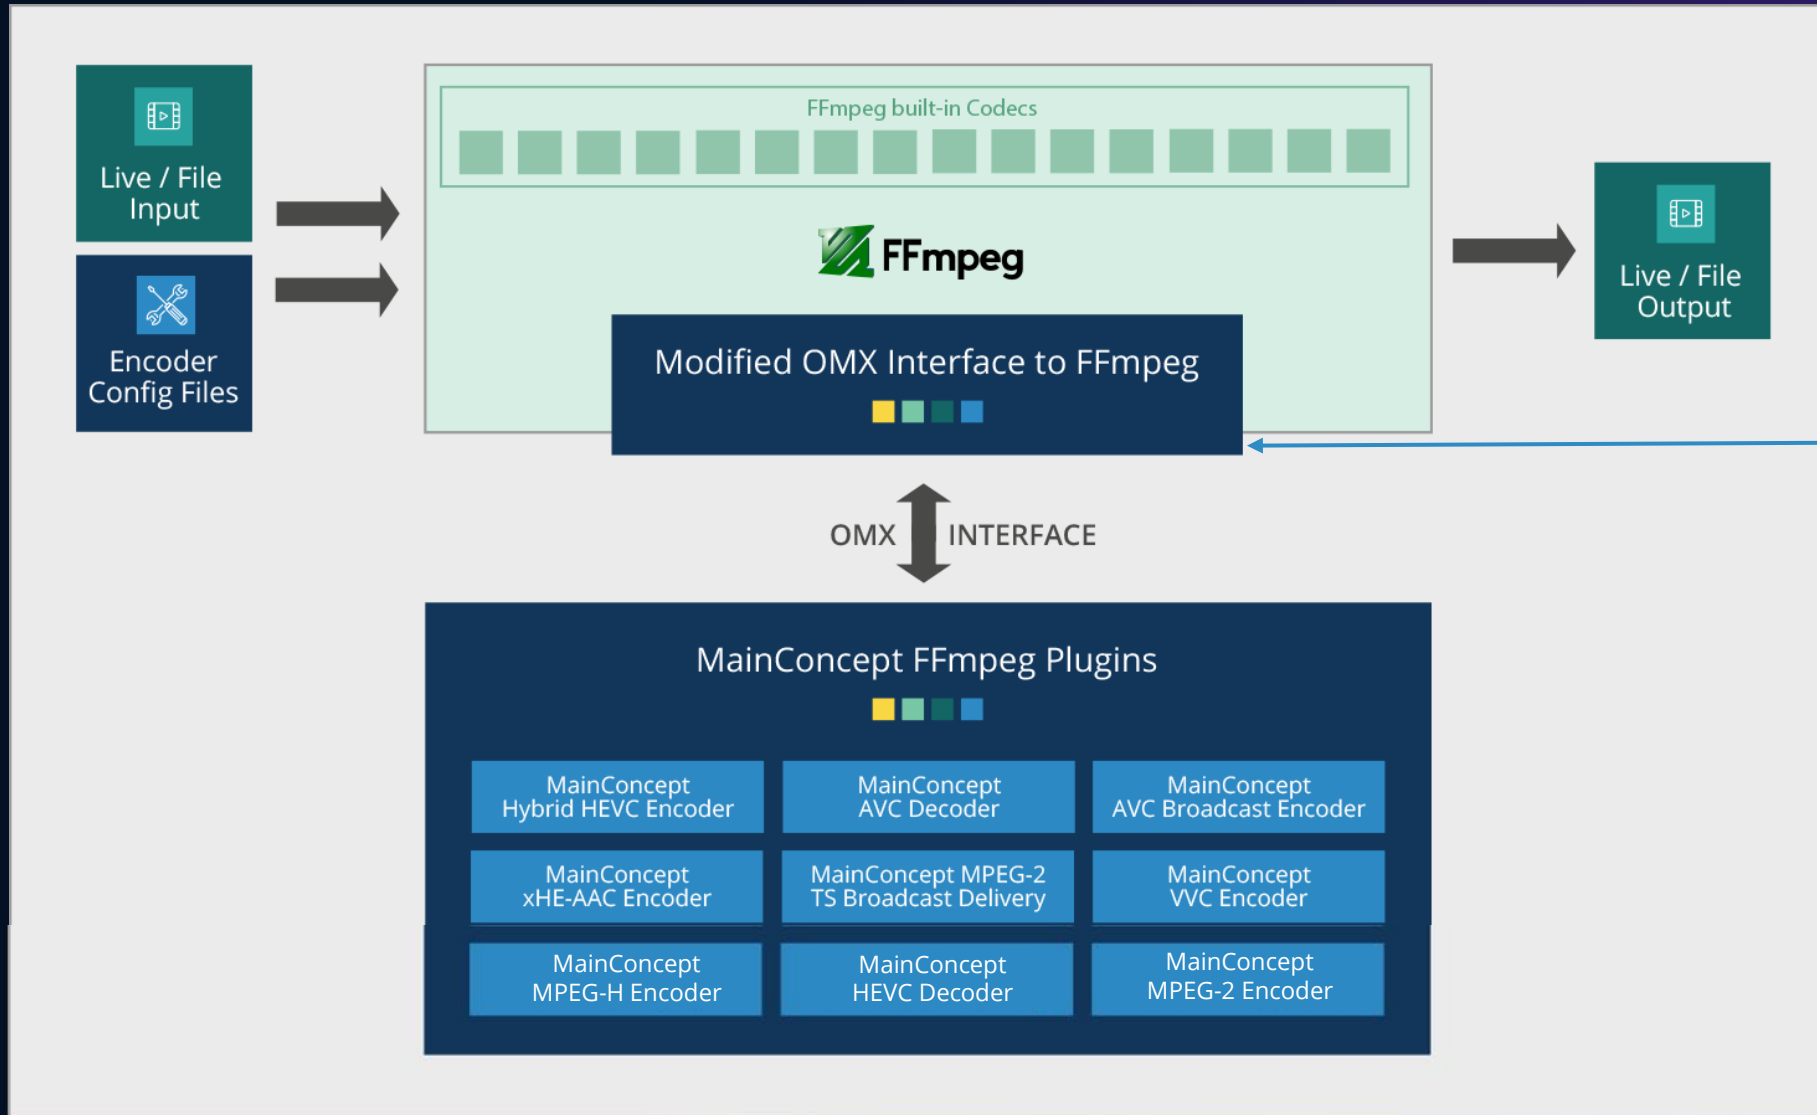 Live / File
Input
Encoder
Config Files
FFmpeg built-in Codecs
FFmpeg
Modified OMX Interface to FFmpeg
Live / File
Output
OMX INTERFACE
MainConcept FFmpeg Plugins
MainConcept
Hybrid HEVC Encoder
MainConcept
AVC Decoder
MainConcept
AVC Broadcast Encoder
MainConcept
xHE-AAC Encoder
MainConcept MPEG-2
TS Broadcast Delivery
MainConcept
VVC Encoder
MainConcept
MPEG-H Encoder
MainConcept
HEVC Decoder
MainConcept
MPEG-2 Encoder